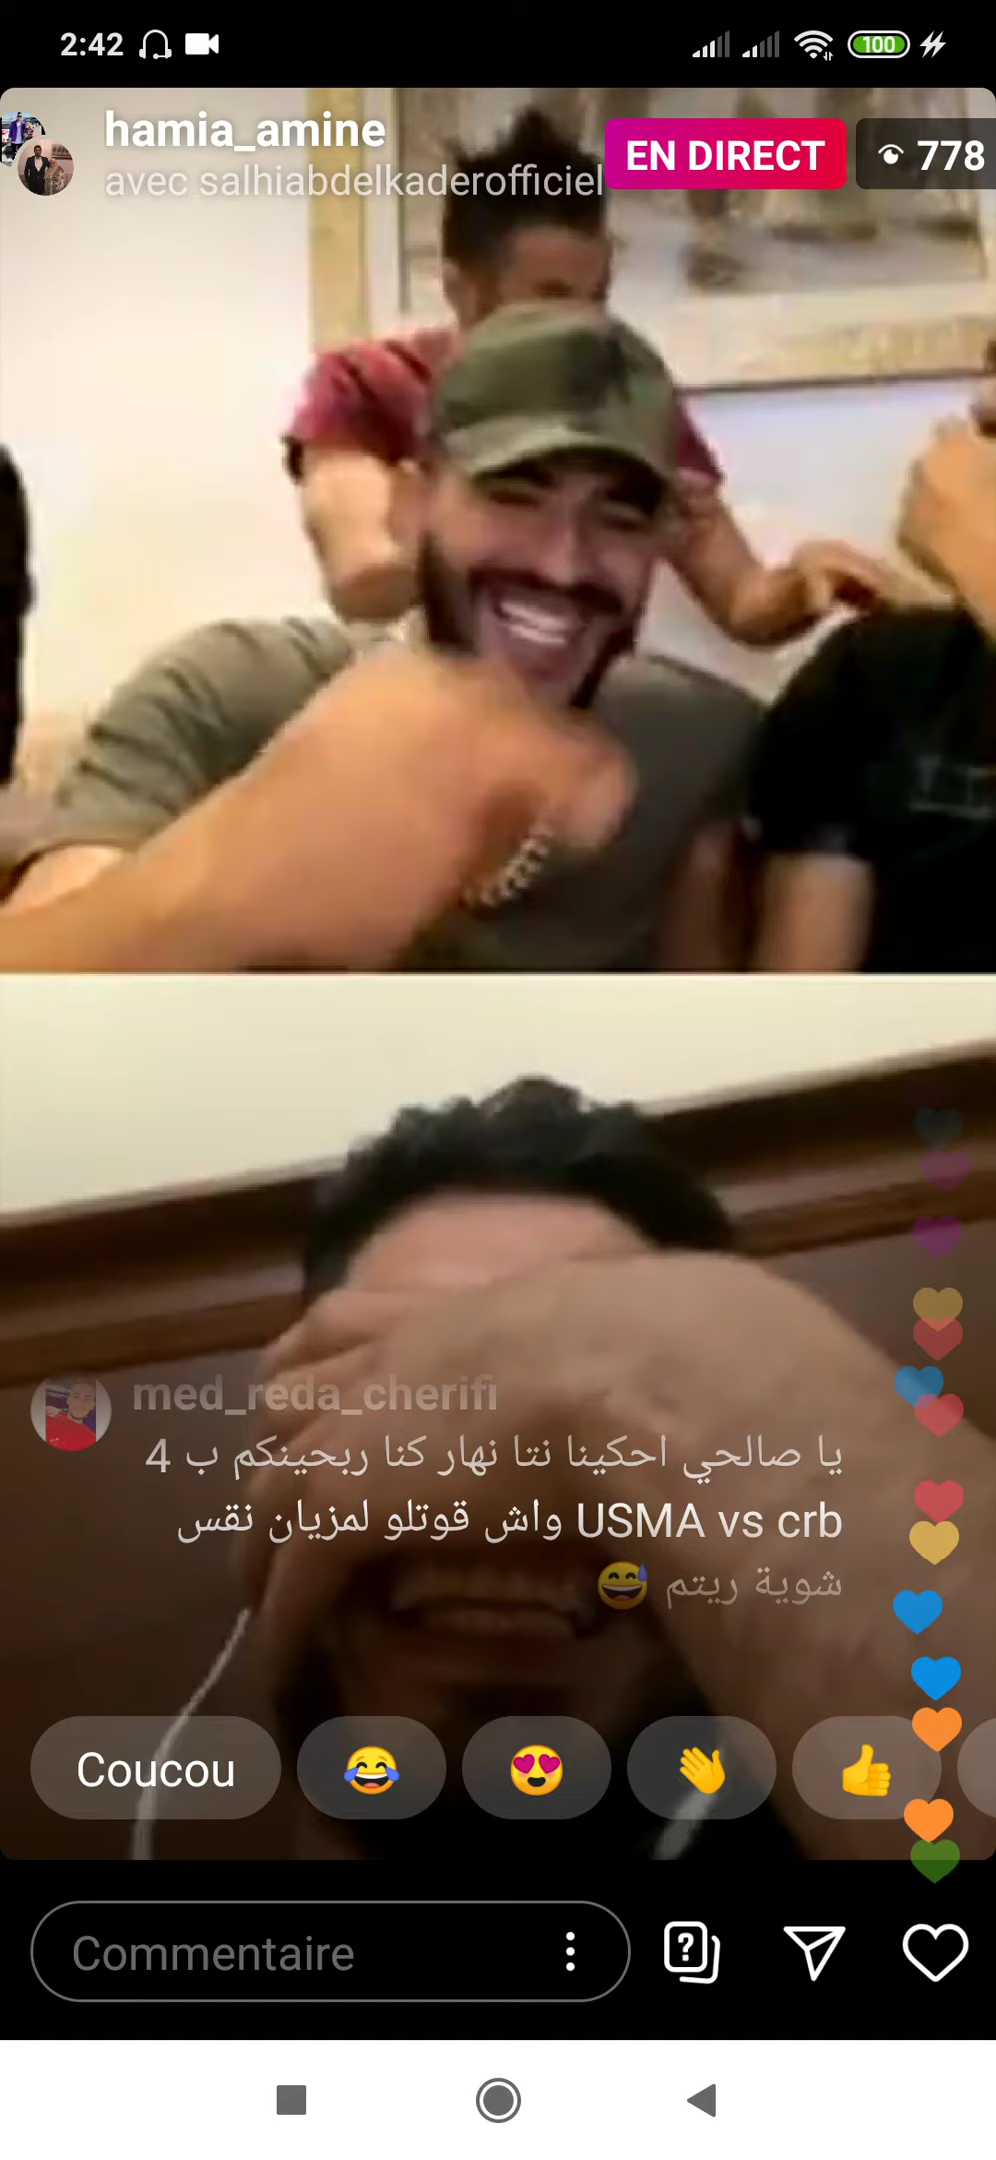 2:42
100
hamia_amine
avec salhiabdelkaderofficiel
EN DIRECT
778
med_reda_cherifi
يا صالحي احكينا نتا نهار كنا ربحينكم ب 4
USMA vs crb واش قوتلو لمزيان نقس
شوية ريتم 😅
Coucou 😂 😍 👋 👍
Commentaire